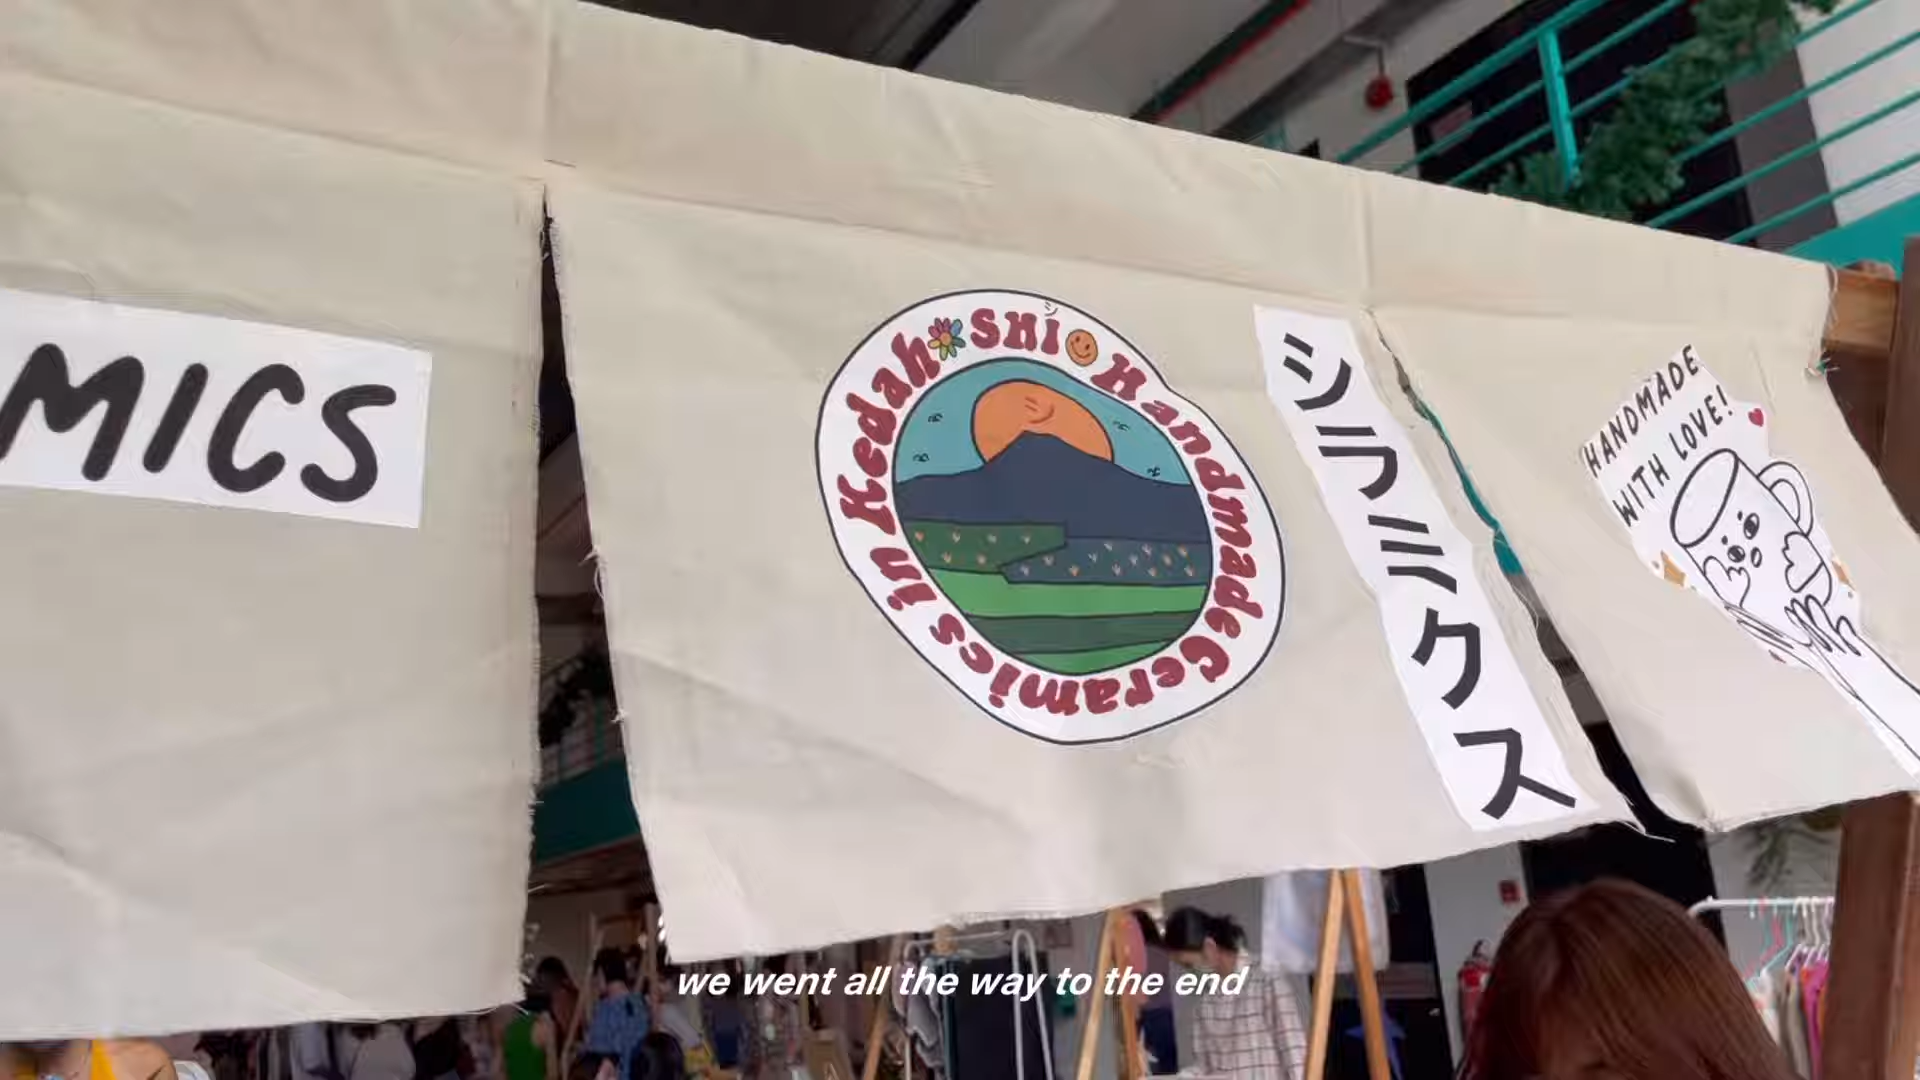 MICS
SHi
シ
Handmade Ceramics in Kedah
シラミクス
HANDMADE
WITH LOVE!
we went all the way to the end